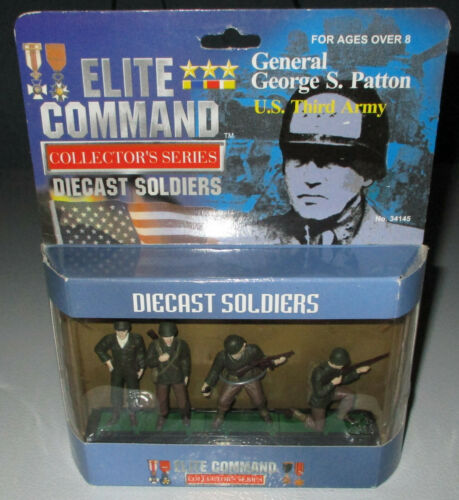 FOR AGES OVER 8
General
George S. Patton
U.S. Third Army
ELITE
COMMAND
TM
COLLECTOR'S SERIES
DIECAST SOLDIERS
No. 34145
DIECAST SOLDIERS
ELITE COMMAND
COLLECTOR'S SERIES